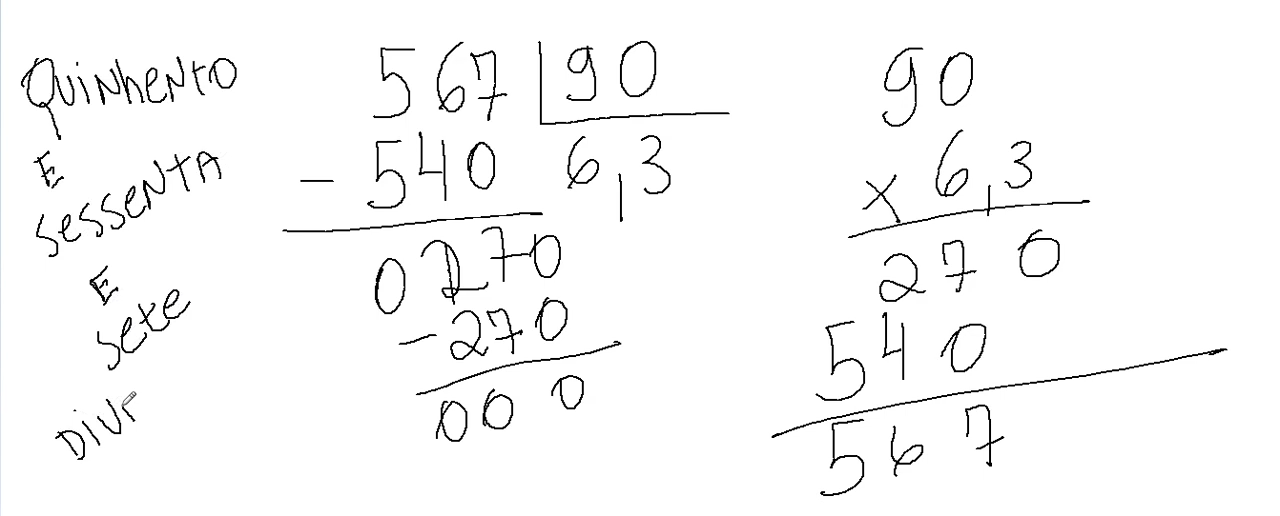 QUINhENtO
E
SESSENTA
E
Sete
DIVI
567 90
- 540 6,3
0270
-270
000
90
x 6,3
270
540
567